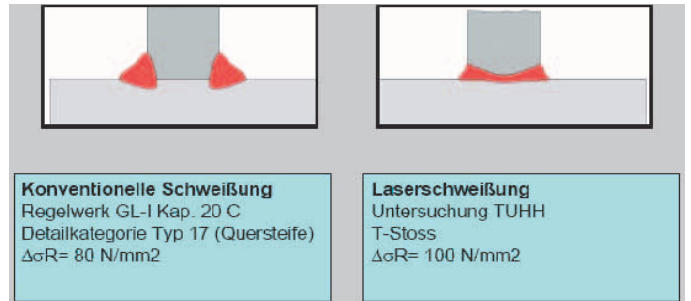 Konventionelle Schweißung
Regelwerk GL-I Kap. 20 C
Detailkategorie Typ 17 (Quersteife)
ΔσR= 80 N/mm2
Laserschweißung
Untersuchung TUHH
T-Stoss
ΔσR= 100 N/mm2